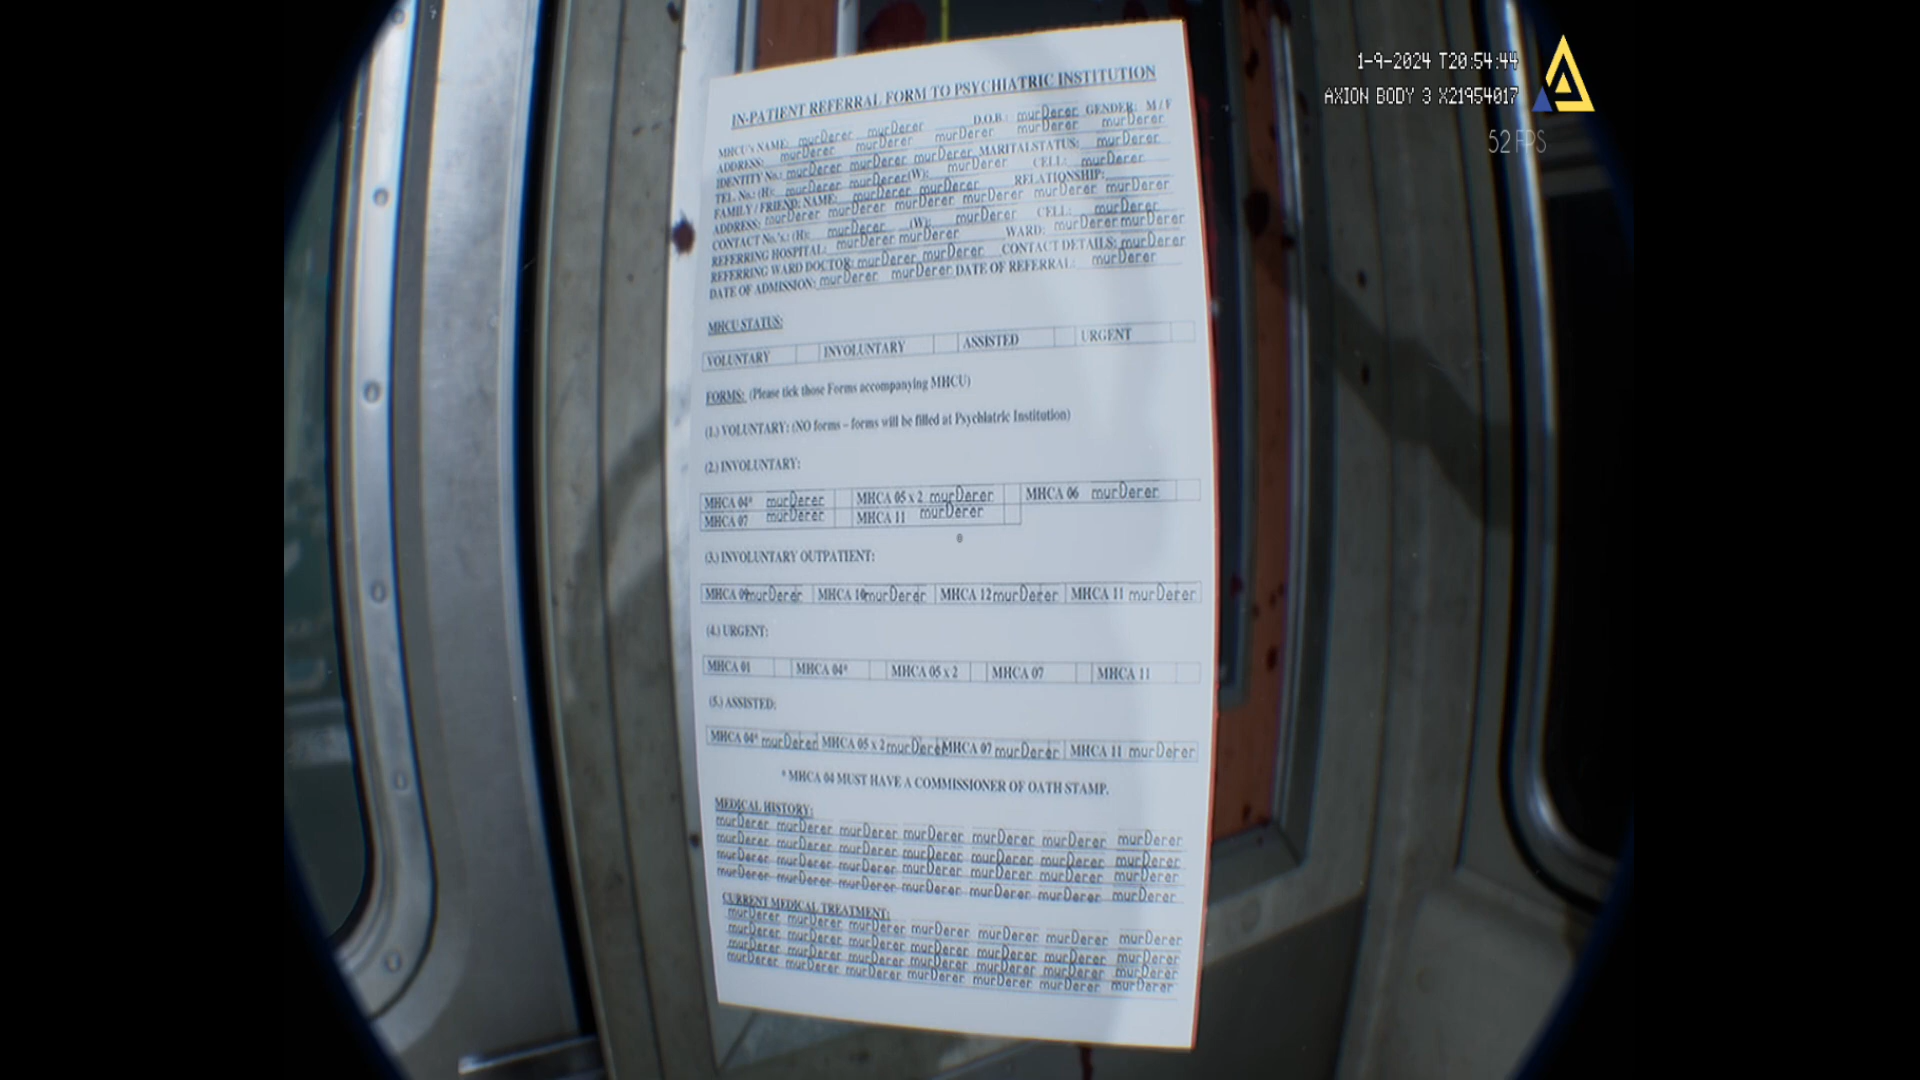 1-9-2024 T20:54:44
AXION BODY 3 X21954017
52 FPS
IN-PATIENT REFERRAL FORM TO PSYCHIATRIC INSTITUTION
MHCU's NAME: murDerer murDerer D.O.B.: murDerer GENDER: M / F
ADDRESS: murDerer murDerer murDerer murDerer murDerer
IDENTITY No.: murDerer murDerer murDerer MARITAL STATUS: murDerer
TEL. No.: (H): murDerer murDerer (W): murDerer CELL: murDerer
FAMILY / FRIEND: NAME: murDerer murDerer RELATIONSHIP:
ADDRESS: murDerer murDerer murDerer murDerer murDerer murDerer
CONTACT No.'s.: (H): murDerer (W): murDerer CELL: murDerer
REFERRING HOSPITAL: murDerer murDerer WARD: murDerer murDerer
REFERRING WARD DOCTOR: murDerer murDerer CONTACT DETAILS: murDerer
DATE OF ADMISSION: murDerer murDerer DATE OF REFERRAL: murDerer
MHCU STATUS:
VOLUNTARY INVOLUNTARY ASSISTED URGENT
FORMS: (Please tick those Forms accompanying MHCU)
(1.) VOLUNTARY: (NO forms – forms will be filled at Psychiatric Institution)
(2.) INVOLUNTARY:
MHCA 04* murDerer MHCA 05 x 2 murDerer MHCA 06 murDerer
MHCA 07 murDerer MHCA 11 murDerer
(3.) INVOLUNTARY OUTPATIENT:
MHCA 09 murDerer MHCA 10 murDerer MHCA 12 murDerer MHCA 11 murDerer
(4.) URGENT:
MHCA 01 MHCA 04* MHCA 05 x 2 MHCA 07 MHCA 11
(5.) ASSISTED:
MHCA 04* murDerer MHCA 05 x 2 murDerer MHCA 07 murDerer MHCA 11 murDerer
* MHCA 04 MUST HAVE A COMMISSIONER OF OATH STAMP.
MEDICAL HISTORY:
murDerer murDerer murDerer murDerer murDerer murDerer murDerer
murDerer murDerer murDerer murDerer murDerer murDerer murDerer
murDerer murDerer murDerer murDerer murDerer murDerer murDerer
murDerer murDerer murDerer murDerer murDerer murDerer murDerer
CURRENT MEDICAL TREATMENT:
murDerer murDerer murDerer murDerer murDerer murDerer murDerer
murDerer murDerer murDerer murDerer murDerer murDerer murDerer
murDerer murDerer murDerer murDerer murDerer murDerer murDerer
murDerer murDerer murDerer murDerer murDerer murDerer murDerer